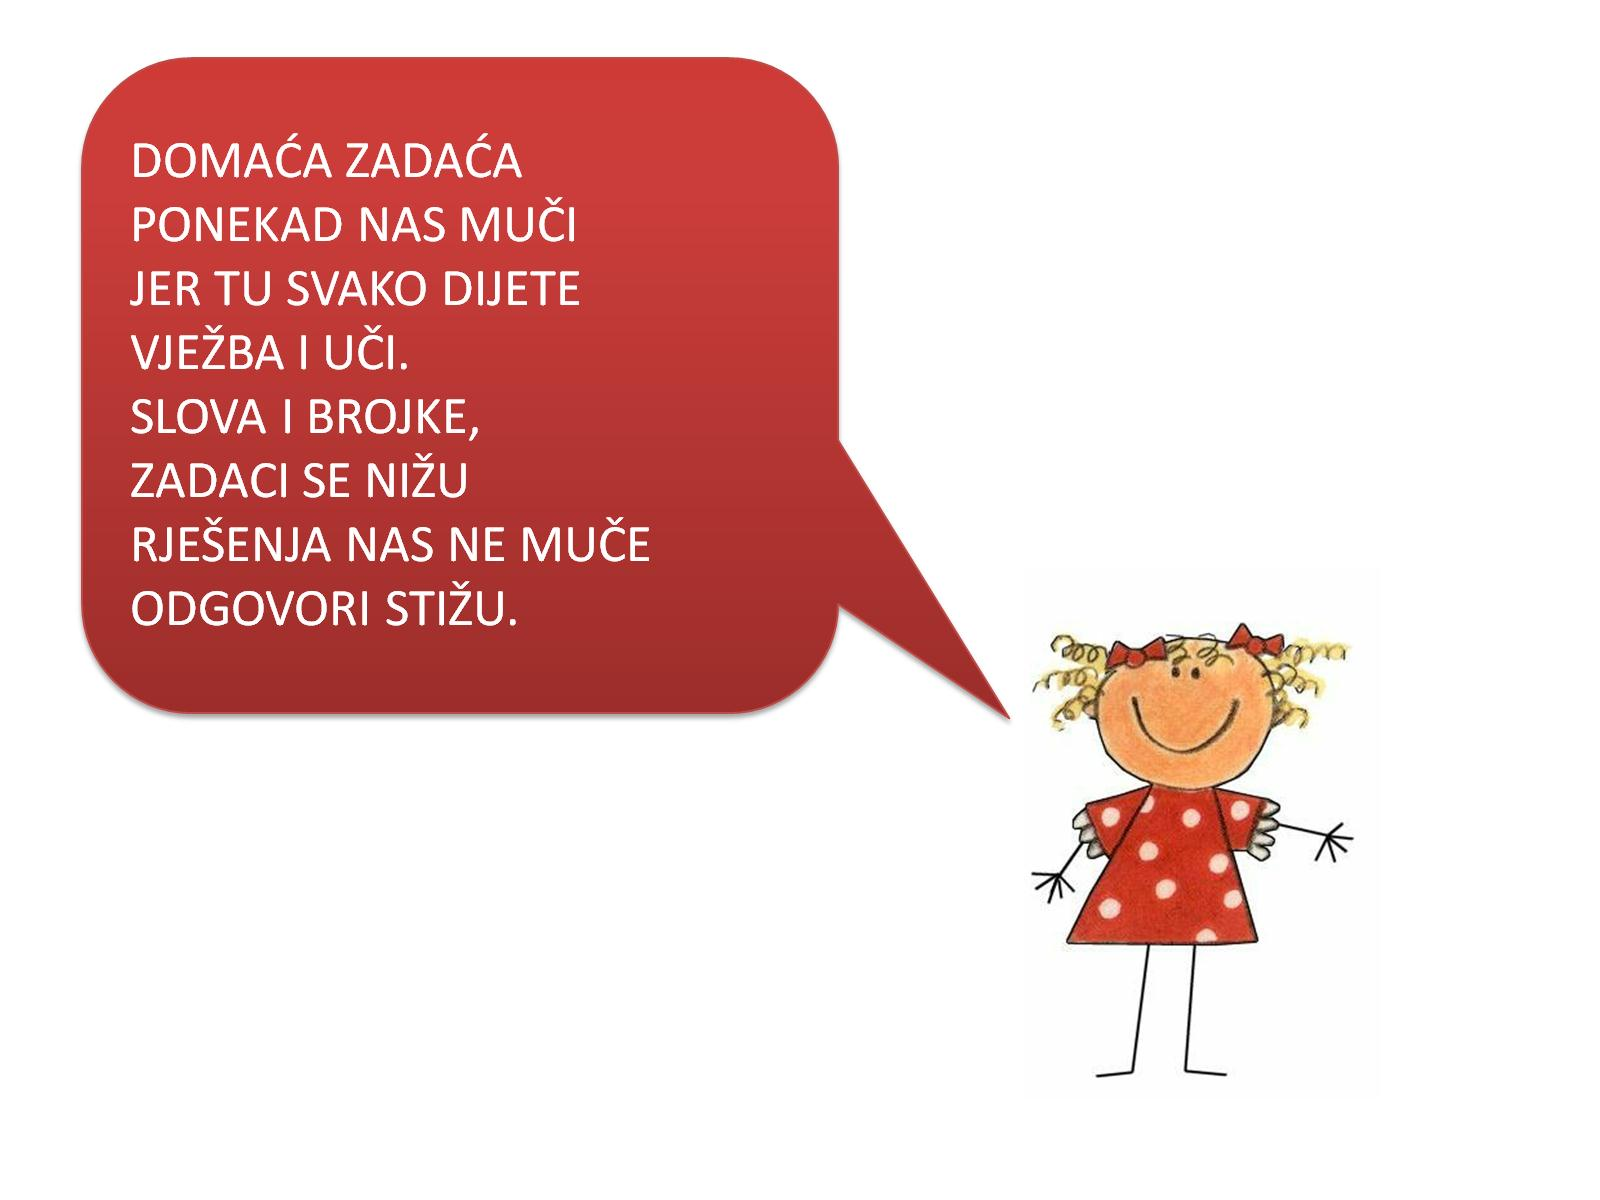 DOMAĆA ZADAĆA
PONEKAD NAS MUČI
JER TU SVAKO DIJETE
VJEŽBA I UČI.
SLOVA I BROJKE,
ZADACI SE NIŽU
RJEŠENJA NAS NE MUČE
ODGOVORI STIŽU.